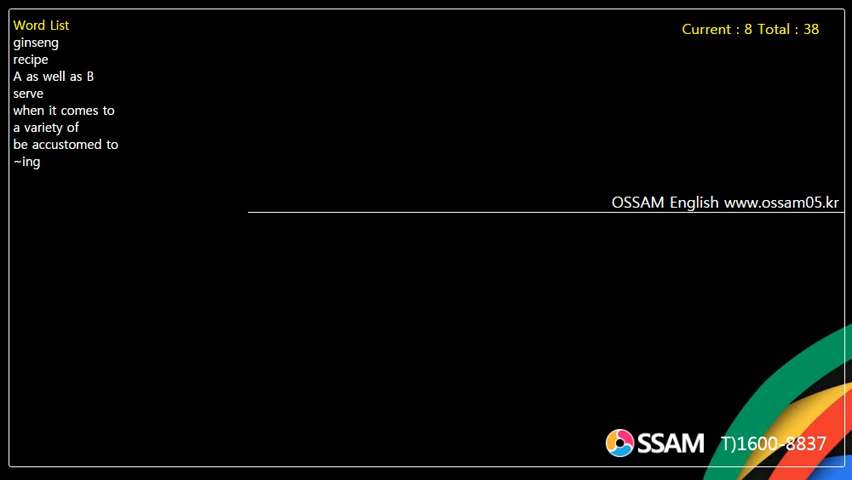 Word List
ginseng
recipe
A as well as B
serve
when it comes to
a variety of
be accustomed to
~ing
Current : 8 Total : 38
OSSAM English www.ossam05.kr
OSSAM T)1600-8837